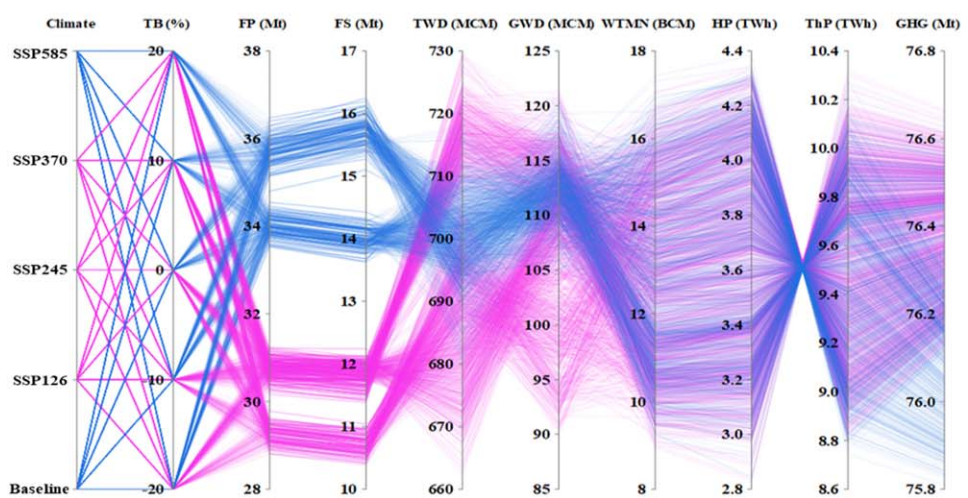 Climate TB (%) FP (Mt) FS (Mt) TWD (MCM) GWD (MCM) WTMN (BCM) HP (TWh) ThP (TWh) GHG (Mt)
SSP585 20 38 17 730 125 18 4.4 10.4 76.8
16 720 120 4.2 10.2
36 16 76.6
SSP370 10 15 710 115 4.0 10.0
34 14 700 110 14 3.8 9.8 76.4
SSP245 0 105 3.6 9.6
32 13 690 100 12 3.4 9.4 76.2
9.2
SSP126 -10 12 680 95 3.2 9.0
30 11 670 90 10 3.0 8.8 76.0
Baseline -20 28 10 660 85 8 2.8 8.6 75.8